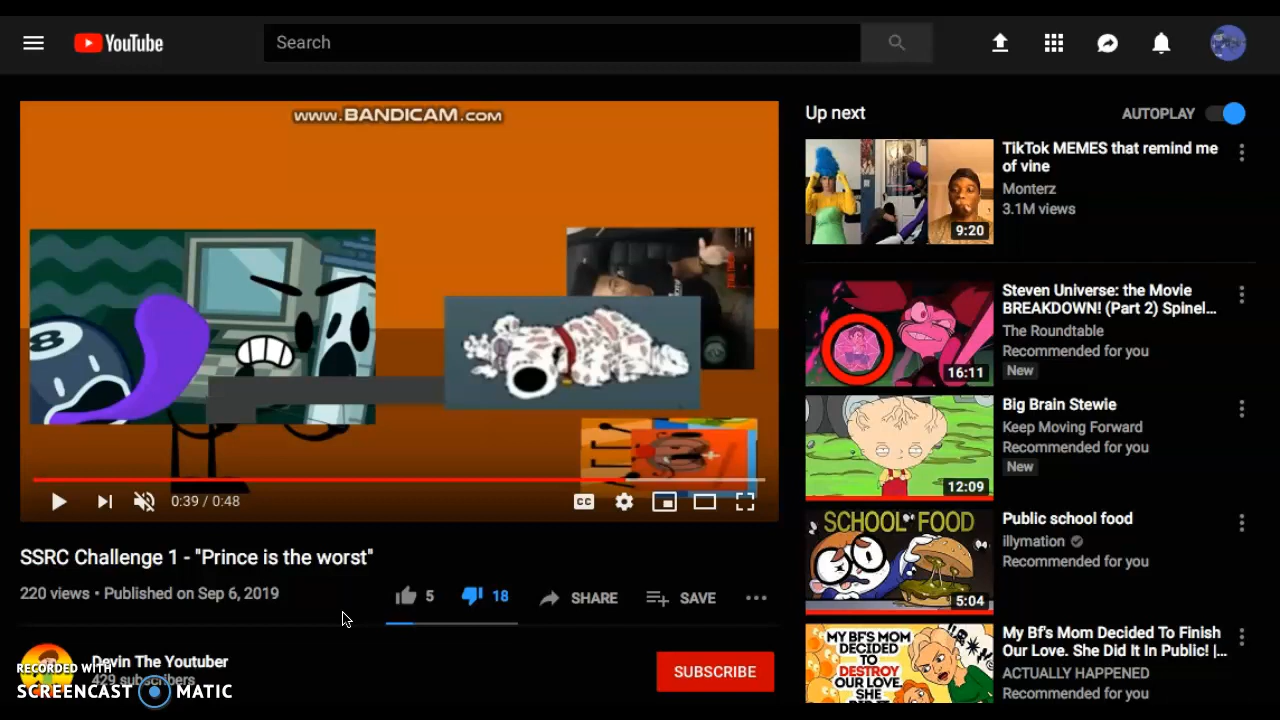 YouTube
Search
www.BANDICAM.com
8
0:39 / 0:48
CC
SSRC Challenge 1 - "Prince is the worst"
220 views • Published on Sep 6, 2019
5
18
SHARE
SAVE
Devin The Youtuber
429 subscribers
SUBSCRIBE
RECORDED WITH
SCREENCAST MATIC
Up next
AUTOPLAY
9:20
TikTok MEMES that remind me
of vine
Monterz
3.1M views
16:11
Steven Universe: the Movie
BREAKDOWN! (Part 2) Spinel...
The Roundtable
Recommended for you
New
12:09
Big Brain Stewie
Keep Moving Forward
Recommended for you
New
SCHOOL FOOD
5:04
Public school food
illymation
Recommended for you
MY BF'S MOM
DECIDED
TO
DESTROY
OUR LOVE.
SHE
My Bf's Mom Decided To Finish
Our Love. She Did It In Public! |...
ACTUALLY HAPPENED
Recommended for you